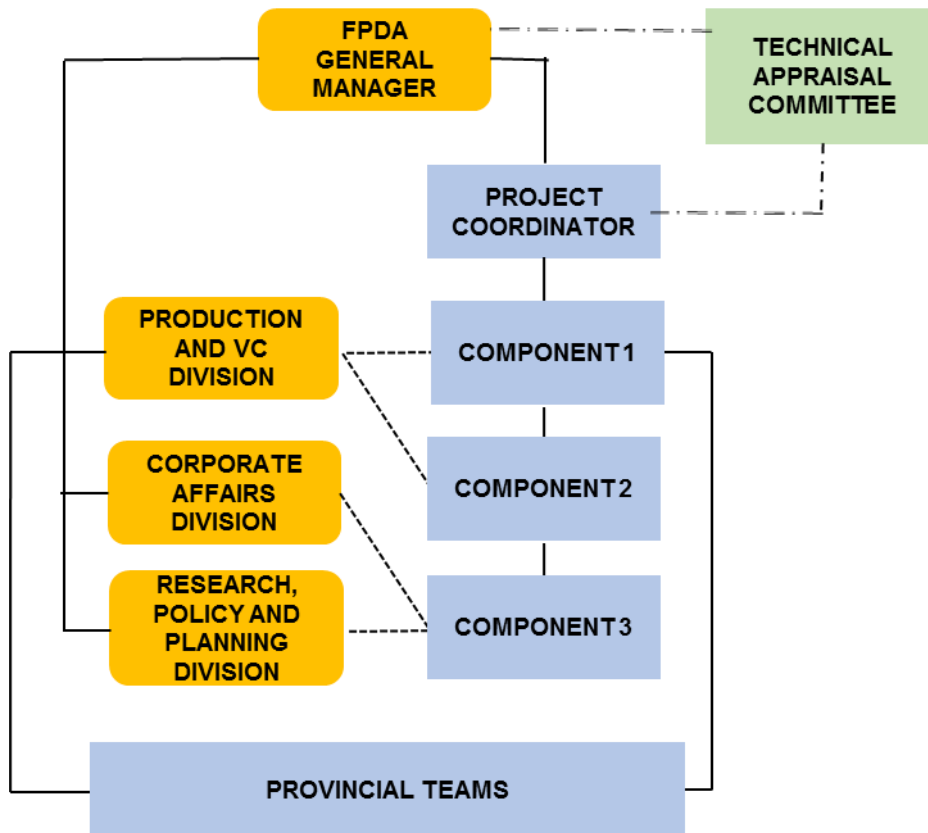 FPDA
GENERAL
MANAGER
TECHNICAL
APPRAISAL
COMMITTEE
PROJECT
COORDINATOR
PRODUCTION
AND VC
DIVISION
COMPONENT 1
CORPORATE
AFFAIRS
DIVISION
COMPONENT 2
RESEARCH,
POLICY AND
PLANNING
DIVISION
COMPONENT 3
PROVINCIAL TEAMS